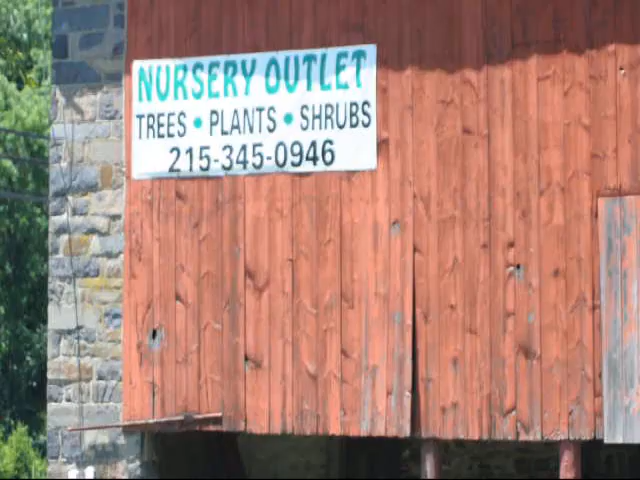 NURSERY OUTLET
TREES • PLANTS • SHRUBS
215-345-0946